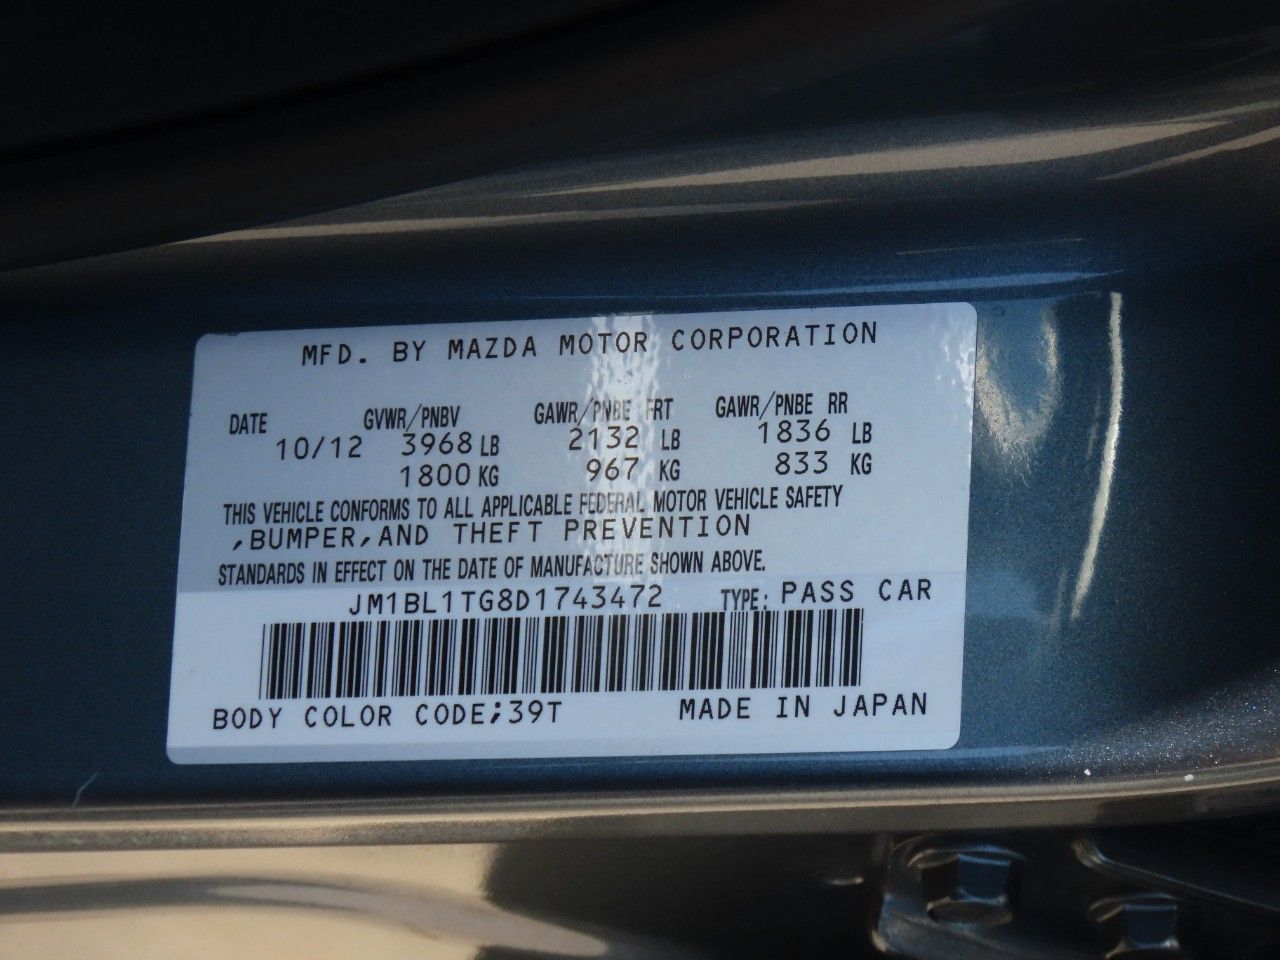 MFD. BY MAZDA MOTOR CORPORATION
DATE GVWR/PNBV GAWR/PNBE FRT GAWR/PNBE RR
10/12 3968 LB 2132 LB 1836 LB
1800 KG 967 KG 833 KG
THIS VEHICLE CONFORMS TO ALL APPLICABLE FEDERAL MOTOR VEHICLE SAFETY
,BUMPER,AND THEFT PREVENTION
STANDARDS IN EFFECT ON THE DATE OF MANUFACTURE SHOWN ABOVE.
JM1BL1TG8D1743472 TYPE: PASS CAR
BODY COLOR CODE;39T MADE IN JAPAN